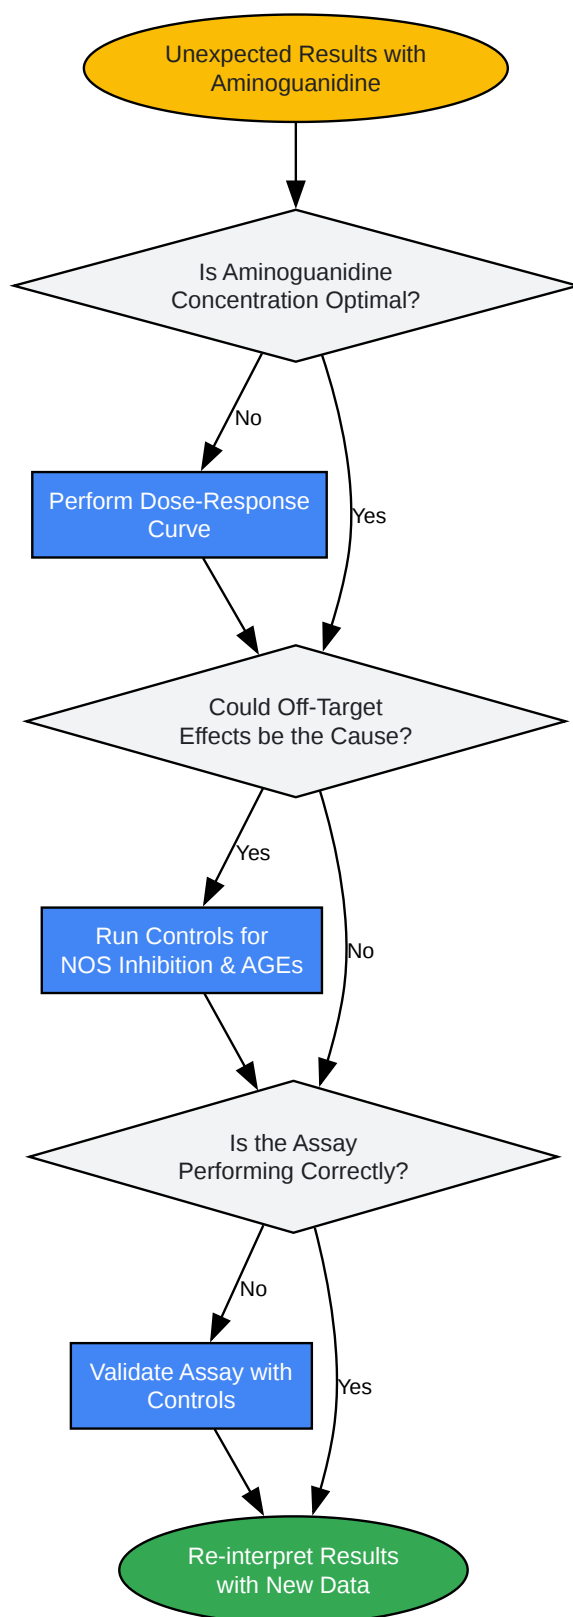 Unexpected Results with
Aminoguanidine
Is Aminoguanidine
Concentration Optimal?
No
Perform Dose-Response
Curve
Yes
Could Off-Target
Effects be the Cause?
Yes
Run Controls for
NOS Inhibition & AGEs
No
Is the Assay
Performing Correctly?
No
Validate Assay with
Controls
Yes
Re-interpret Results
with New Data